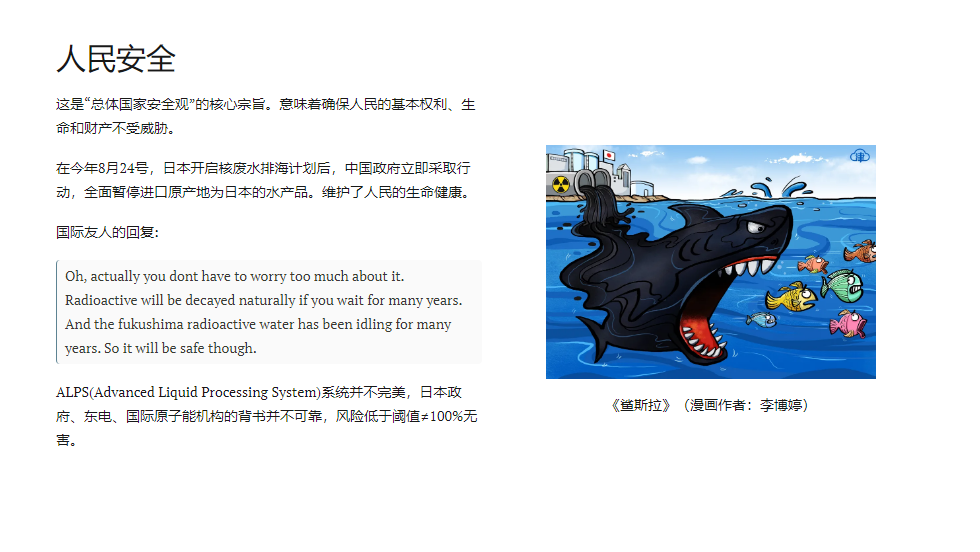 人民安全
这是“总体国家安全观”的核心宗旨。意味着确保人民的基本权利、生
命和财产不受威胁。
在今年8月24号，日本开启核废水排海计划后，中国政府立即采取行
动，全面暂停进口原产地为日本的水产品。维护了人民的生命健康。
国际友人的回复：
Oh, actually you dont have to worry too much about it.
Radioactive will be decayed naturally if you wait for many years.
And the fukushima radioactive water has been idling for many
years. So it will be safe though.
ALPS(Advanced Liquid Processing System)系统并不完美，日本政
府、东电、国际原子能机构的背书并不可靠，风险低于阈值≠100%无
害。
康
《鲨斯拉》（漫画作者：李博婷）